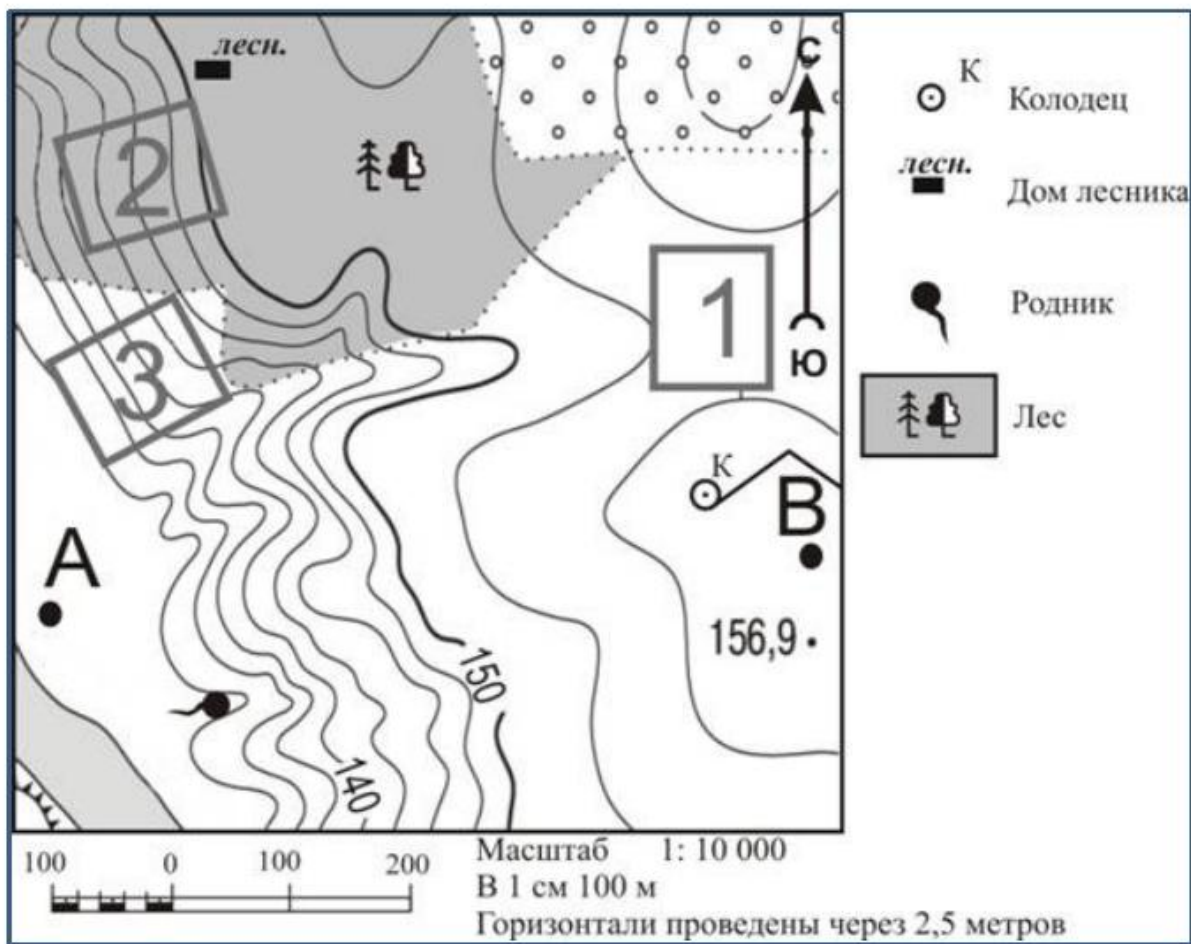 лесн.
С
2
1
Ю
3
К
А
В
156,9
150
140
К
Колодец
лесн.
Дом лесника
Родник
Лес
100 0 100 200
Масштаб 1: 10 000
В 1 см 100 м
Горизонтали проведены через 2,5 метров